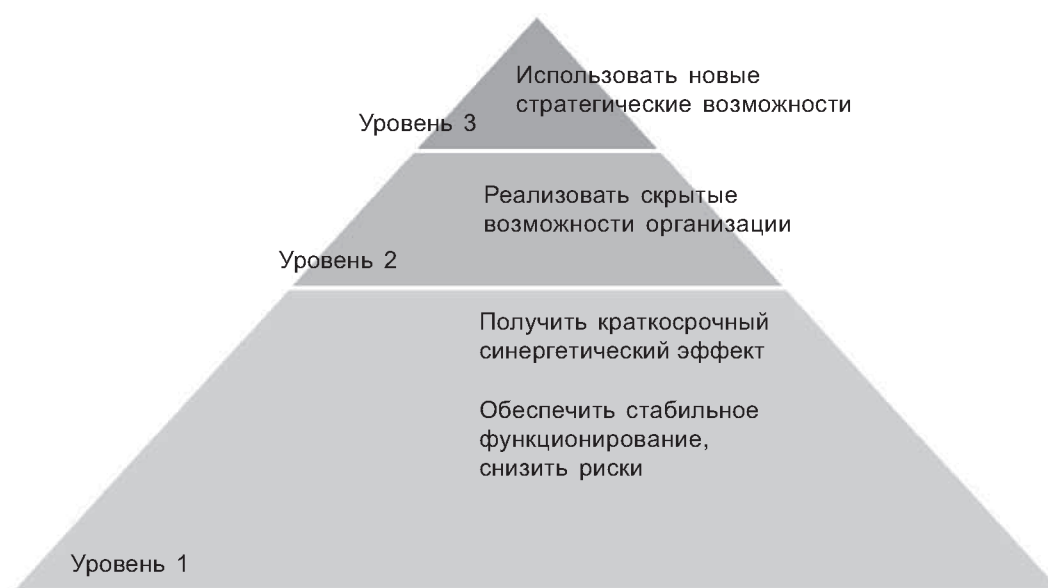 Использовать новые
стратегические возможности
Уровень 3
Реализовать скрытые
возможности организации
Уровень 2
Получить краткосрочный
синергетический эффект
Обеспечить стабильное
функционирование,
снизить риски
Уровень 1